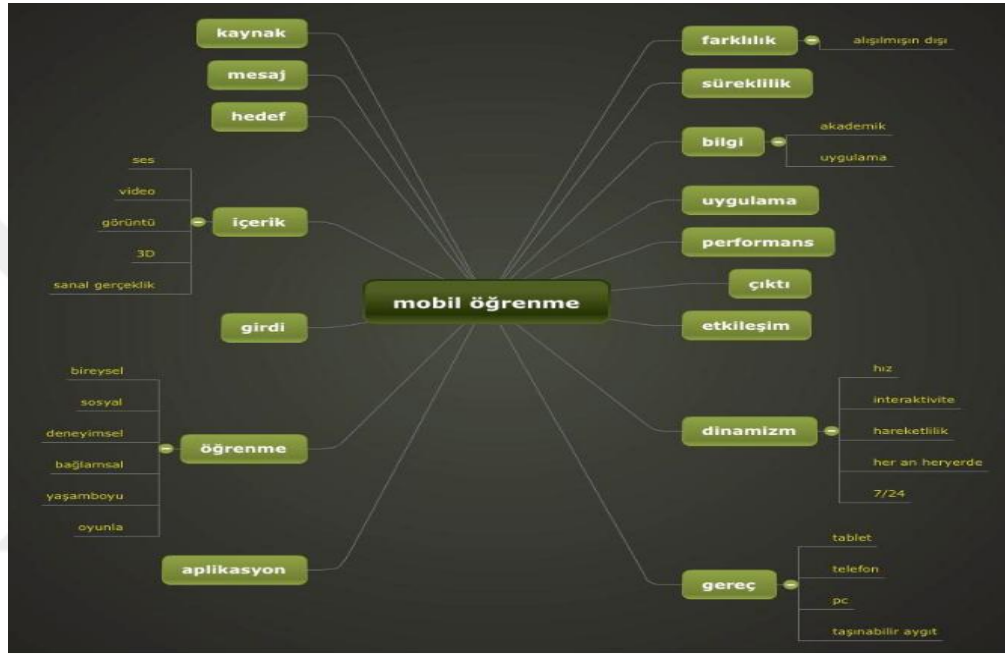 mobil öğrenme
kaynak
mesaj
hedef
içerik
ses
video
görüntü
3D
sanal gerçeklik
girdi
öğrenme
bireysel
sosyal
deneyimsel
bağlamsal
yaşamboyu
oyunla
aplikasyon
farklılık
alışılmışın dışı
süreklilik
bilgi
akademik
uygulama
uygulama
performans
çıktı
etkileşim
dinamizm
hız
interaktivite
hareketlilik
her an heryerde
7/24
gereç
tablet
telefon
pc
taşınabilir aygıt